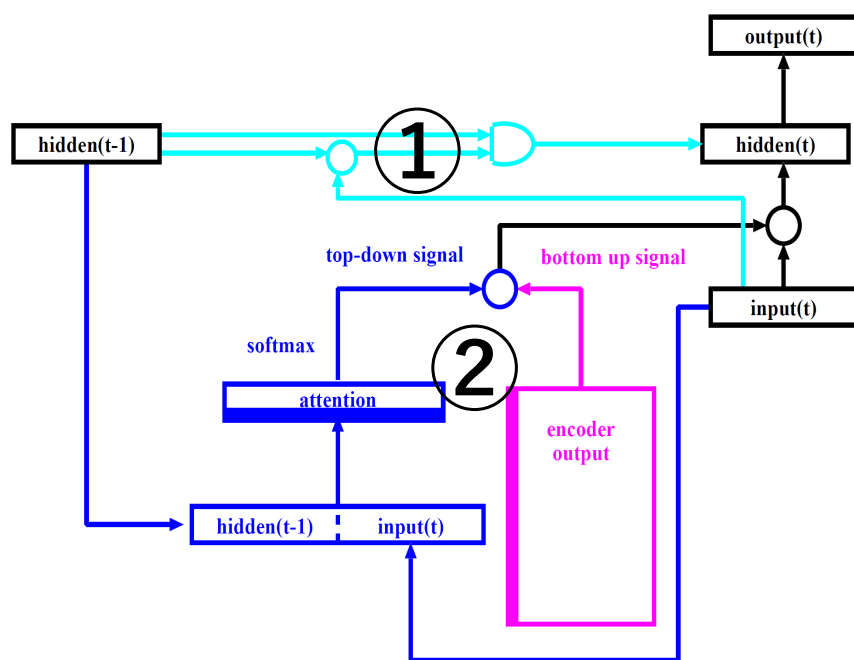 output(t)
hidden(t-1)
1
hidden(t)
top-down signal
bottom up signal
input(t)
softmax
2
attention
encoder
output
hidden(t-1)
input(t)